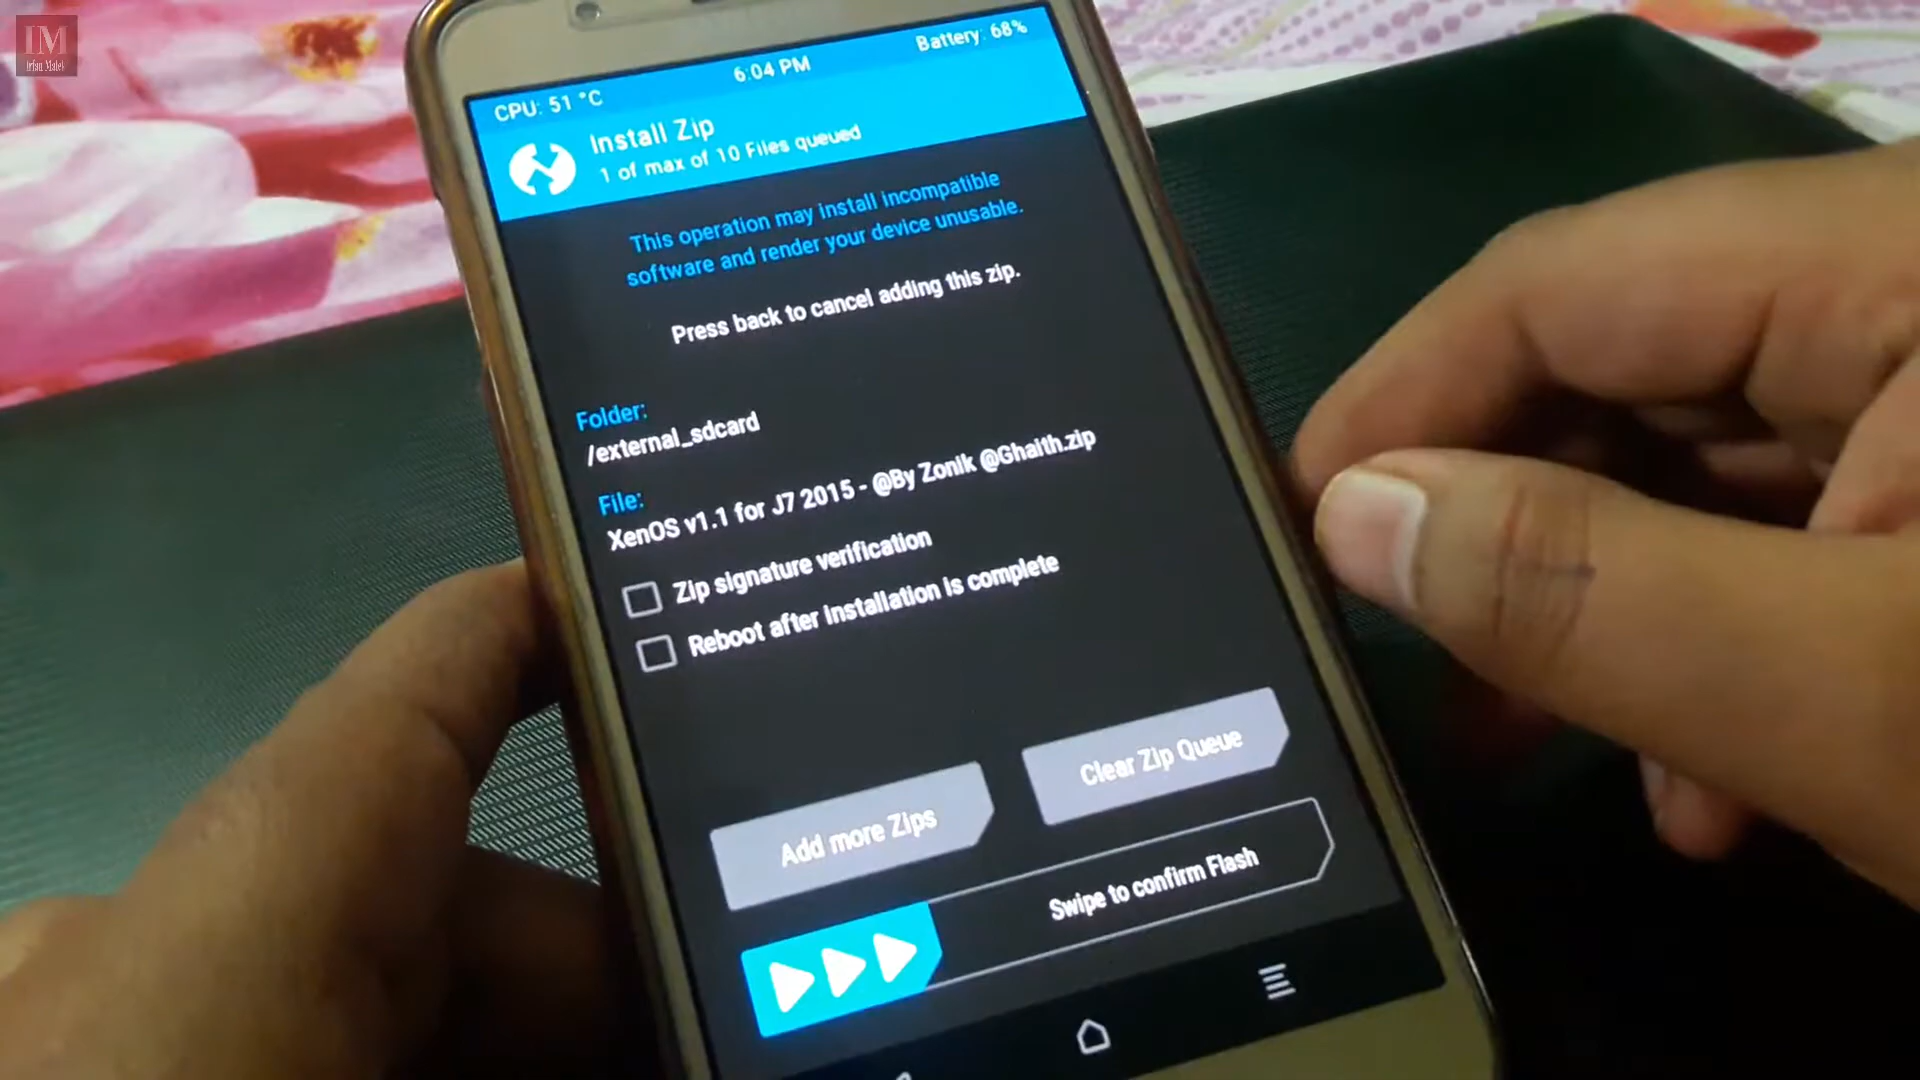 IM
Irfan Malek
CPU: 51 °C
6:04 PM
Battery: 68%
Install Zip
1 of max of 10 Files queued
This operation may install incompatible
software and render your device unusable.
Press back to cancel adding this zip.
Folder:
/external_sdcard
File:
XenOS v1.1 for J7 2015 - @By Zonik @Ghaith.zip
Zip signature verification
Reboot after installation is complete
Add more Zips
Clear Zip Queue
Swipe to confirm Flash